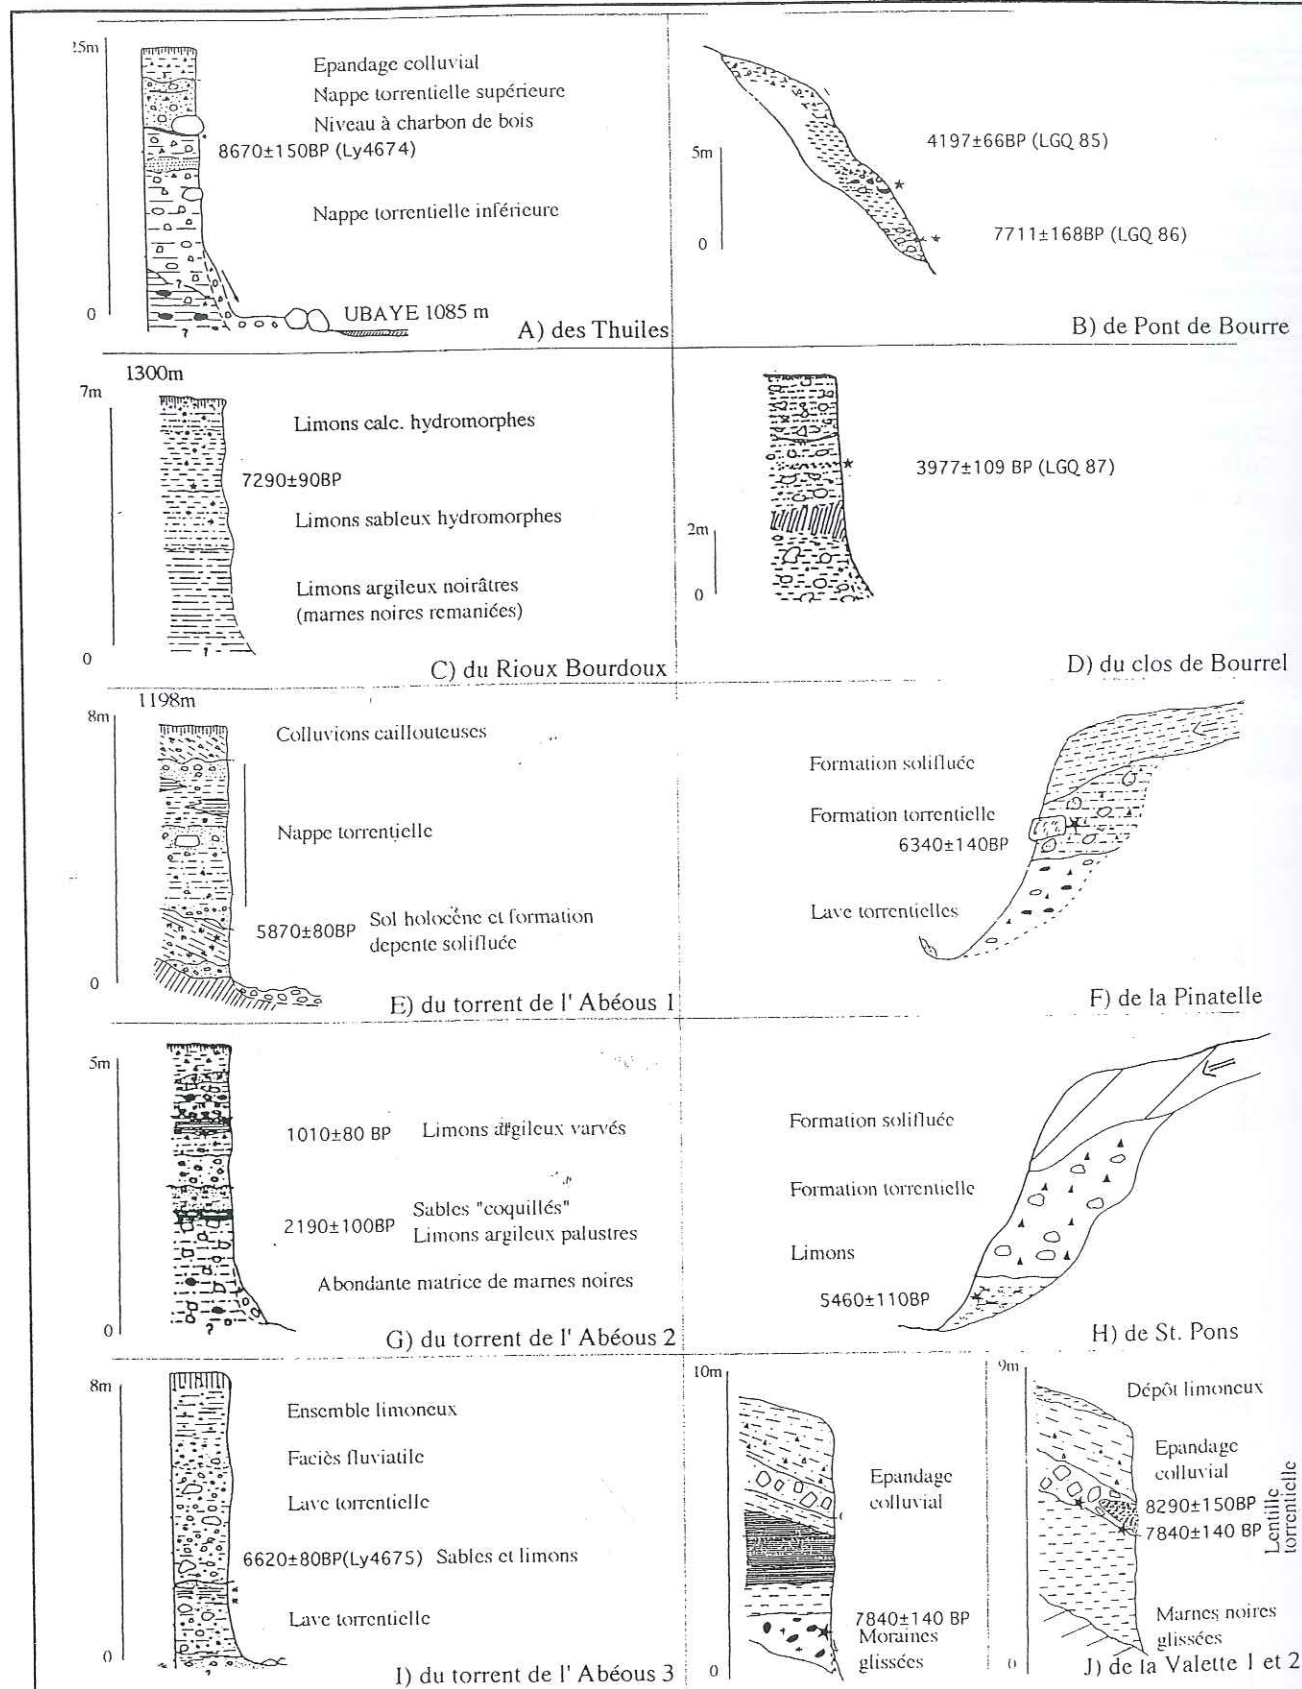 25m
Epandage colluvial
Nappe torrentielle supérieure
Niveau à charbon de bois
8670±150BP (Ly4674)
Nappe torrentielle inférieure
0
?
?
UBAYE 1085 m
A) des Thuiles
5m
0
4197±66BP (LGQ 85)
7711±168BP (LGQ 86)
B) de Pont de Bourre
1300m
7m
Limons calc. hydromorphes
7290±90BP
Limons sableux hydromorphes
Limons argileux noirâtres
(marnes noires remaniées)
0
?
C) du Rioux Bourdoux
3977±109 BP (LGQ 87)
2m
0
D) du clos de Bourrel
1198m
8m
Colluvions caillouteuses
Nappe torrentielle
5870±80BP
Sol holocène et formation
depente solifluée
0
E) du torrent de l' Abéous 1
Formation solifluée
Formation torrentielle
6340±140BP
Lave torrentielles
F) de la Pinatelle
5m
1010±80 BP
Limons argileux varvés
Sables "coquillés"
2190±100BP
Limons argileux palustres
Abondante matrice de marnes noires
0
?
G) du torrent de l' Abéous 2
Formation solifluée
Formation torrentielle
Limons
5460±110BP
H) de St. Pons
8m
Ensemble limoneux
Faciès fluviatile
Lave torrentielle
6620±80BP(Ly4675) Sables et limons
Lave torrentielle
0
?
I) du torrent de l' Abéous 3
10m
Epandage
colluvial
7840±140 BP
Moraines
glissées
0
9m
Dépôt limoneux
Epandage
colluvial
8290±150BP
7840±140 BP
Lentille
torrentielle
Marnes noires
glissées
0
J) de la Valette 1 et 2